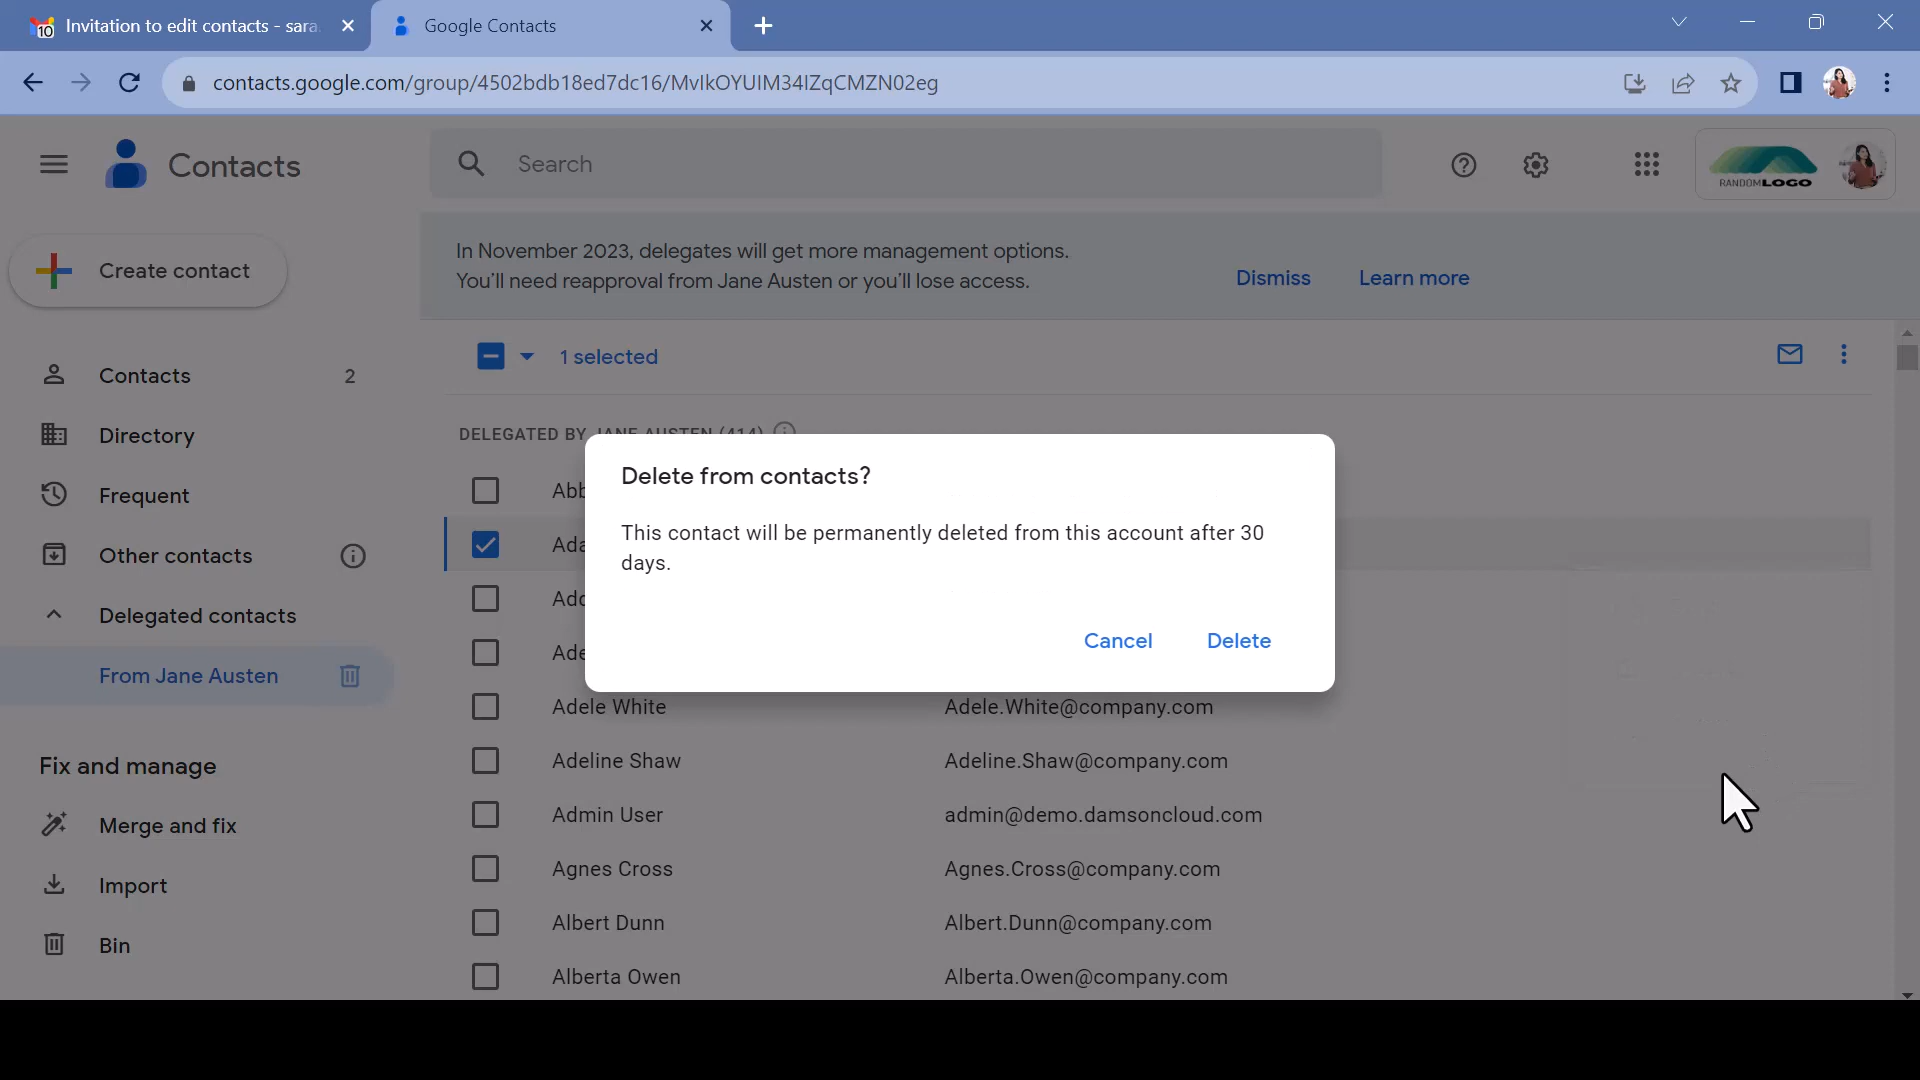 Invitation to edit contacts - sara
Google Contacts
contacts.google.com/group/4502bdb18ed7dc16/MvlkOYUIM34IZqCMZN02eg
Contacts
Search
RANDOMLOGO
Create contact
In November 2023, delegates will get more management options.
You'll need reapproval from Jane Austen or you'll lose access.
Dismiss
Learn more
Contacts
2
Directory
Frequent
Other contacts
Delegated contacts
From Jane Austen
Fix and manage
Merge and fix
Import
Bin
1 selected
DELEGATED BY JANE AUSTEN (414)
Delete from contacts?
This contact will be permanently deleted from this account after 30
days.
Cancel
Delete
Adele White
Adele.White@company.com
Adeline Shaw
Adeline.Shaw@company.com
Admin User
admin@demo.damsoncloud.com
Agnes Cross
Agnes.Cross@company.com
Albert Dunn
Albert.Dunn@company.com
Alberta Owen
Alberta.Owen@company.com